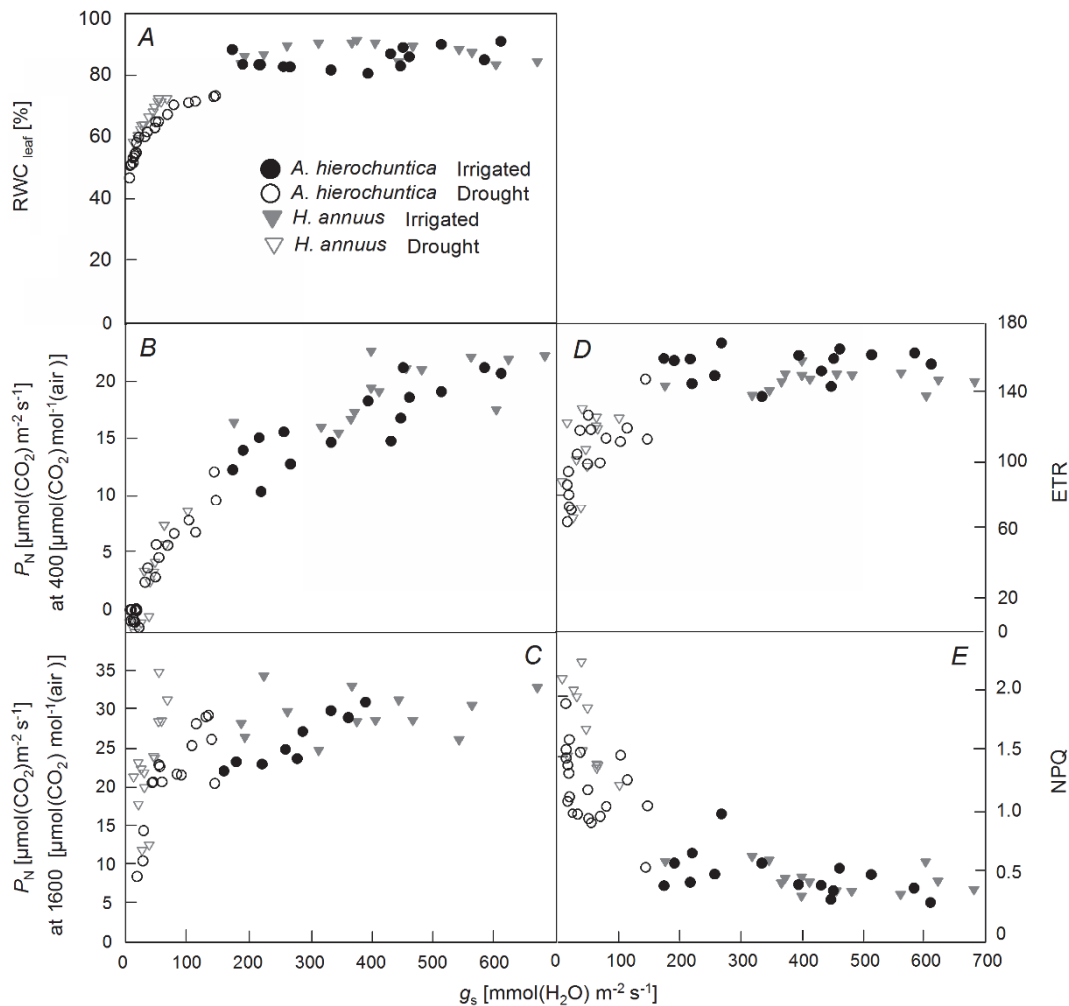 A
100
80
60
40
20
0
RWC leaf [%]
A. hierochuntica Irrigated
A. hierochuntica Drought
H. annuus Irrigated
H. annuus Drought
B
20
15
10
5
0
PN [µmol(CO2) m-2 s-1]
at 400 [µmol(CO2) mol-1(air )]
D
180
140
100
60
20
0
ETR
C
35
30
25
20
15
10
5
0
PN [µmol(CO2)m-2 s-1]
at 1600 [µmol(CO2) mol-1(air )]
E
2.0
1.5
1.0
0.5
0
NPQ
0 100 200 300 400 500 600 0 100 200 300 400 500 600 700
gs [mmol(H2O) m-2 s-1]